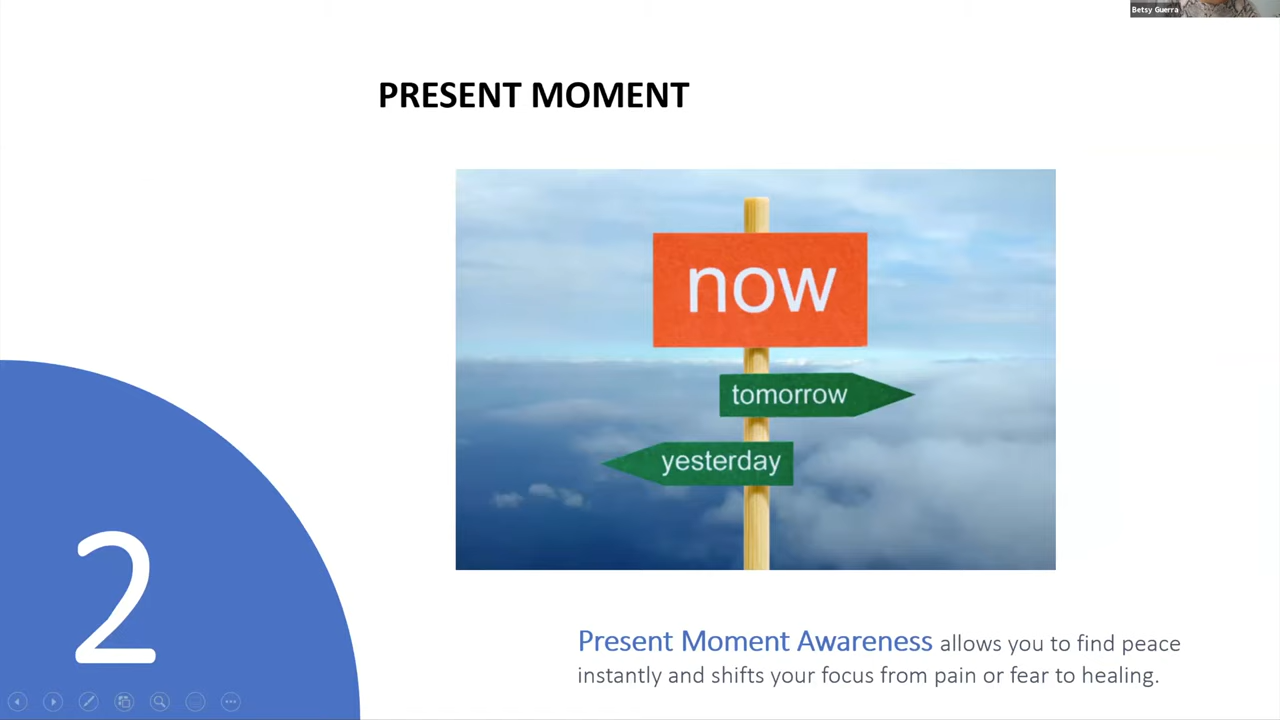 Betsy Guerra
PRESENT MOMENT
now
tomorrow
yesterday
2
Present Moment Awareness allows you to find peace
instantly and shifts your focus from pain or fear to healing.